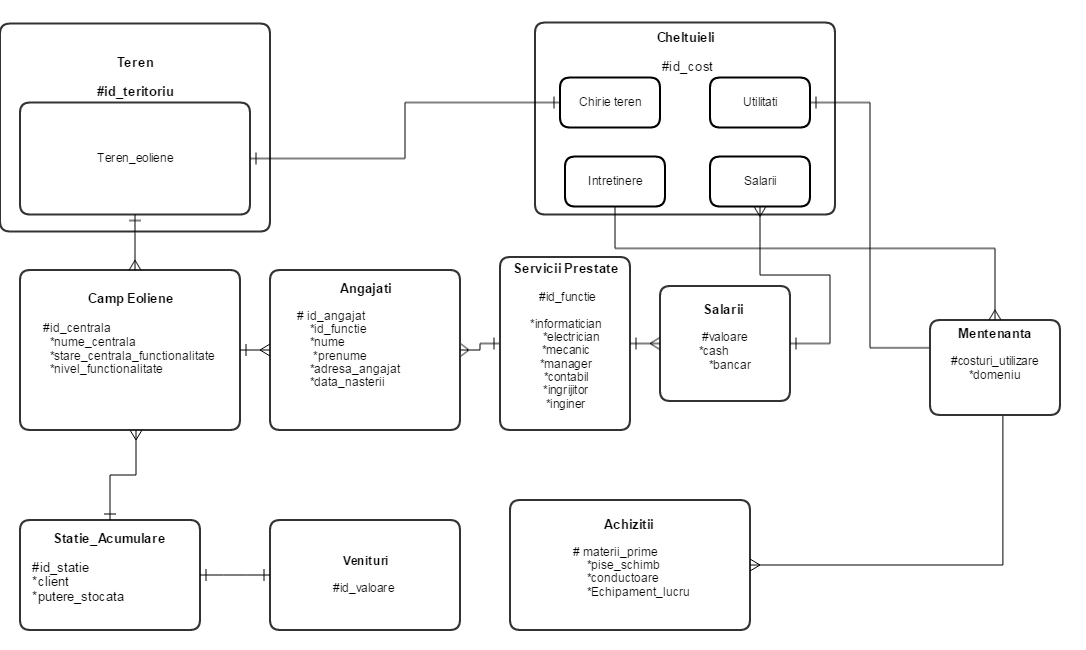 Teren
#id_teritoriu
Teren_eoliene
Cheltuieli
#id_cost
Chirie teren
Utilitati
Intretinere
Salarii
Camp Eoliene
#id_centrala
*nume_centrala
*stare_centrala_functionalitate
*nivel_functionalitate
Angajati
# id_angajat
*id_functie
*nume
*prenume
*adresa_angajat
*data_nasterii
Servicii Prestate
#id_functie
*informatician
*electrician
*mecanic
*manager
*contabil
*ingrijitor
*inginer
Salarii
#valoare
*cash
*bancar
Mentenanta
#costuri_utilizare
*domeniu
Statie_Acumulare
#id_statie
*client
*putere_stocata
Venituri
#id_valoare
Achizitii
# materii_prime
*pise_schimb
*conductoare
*Echipament_lucru